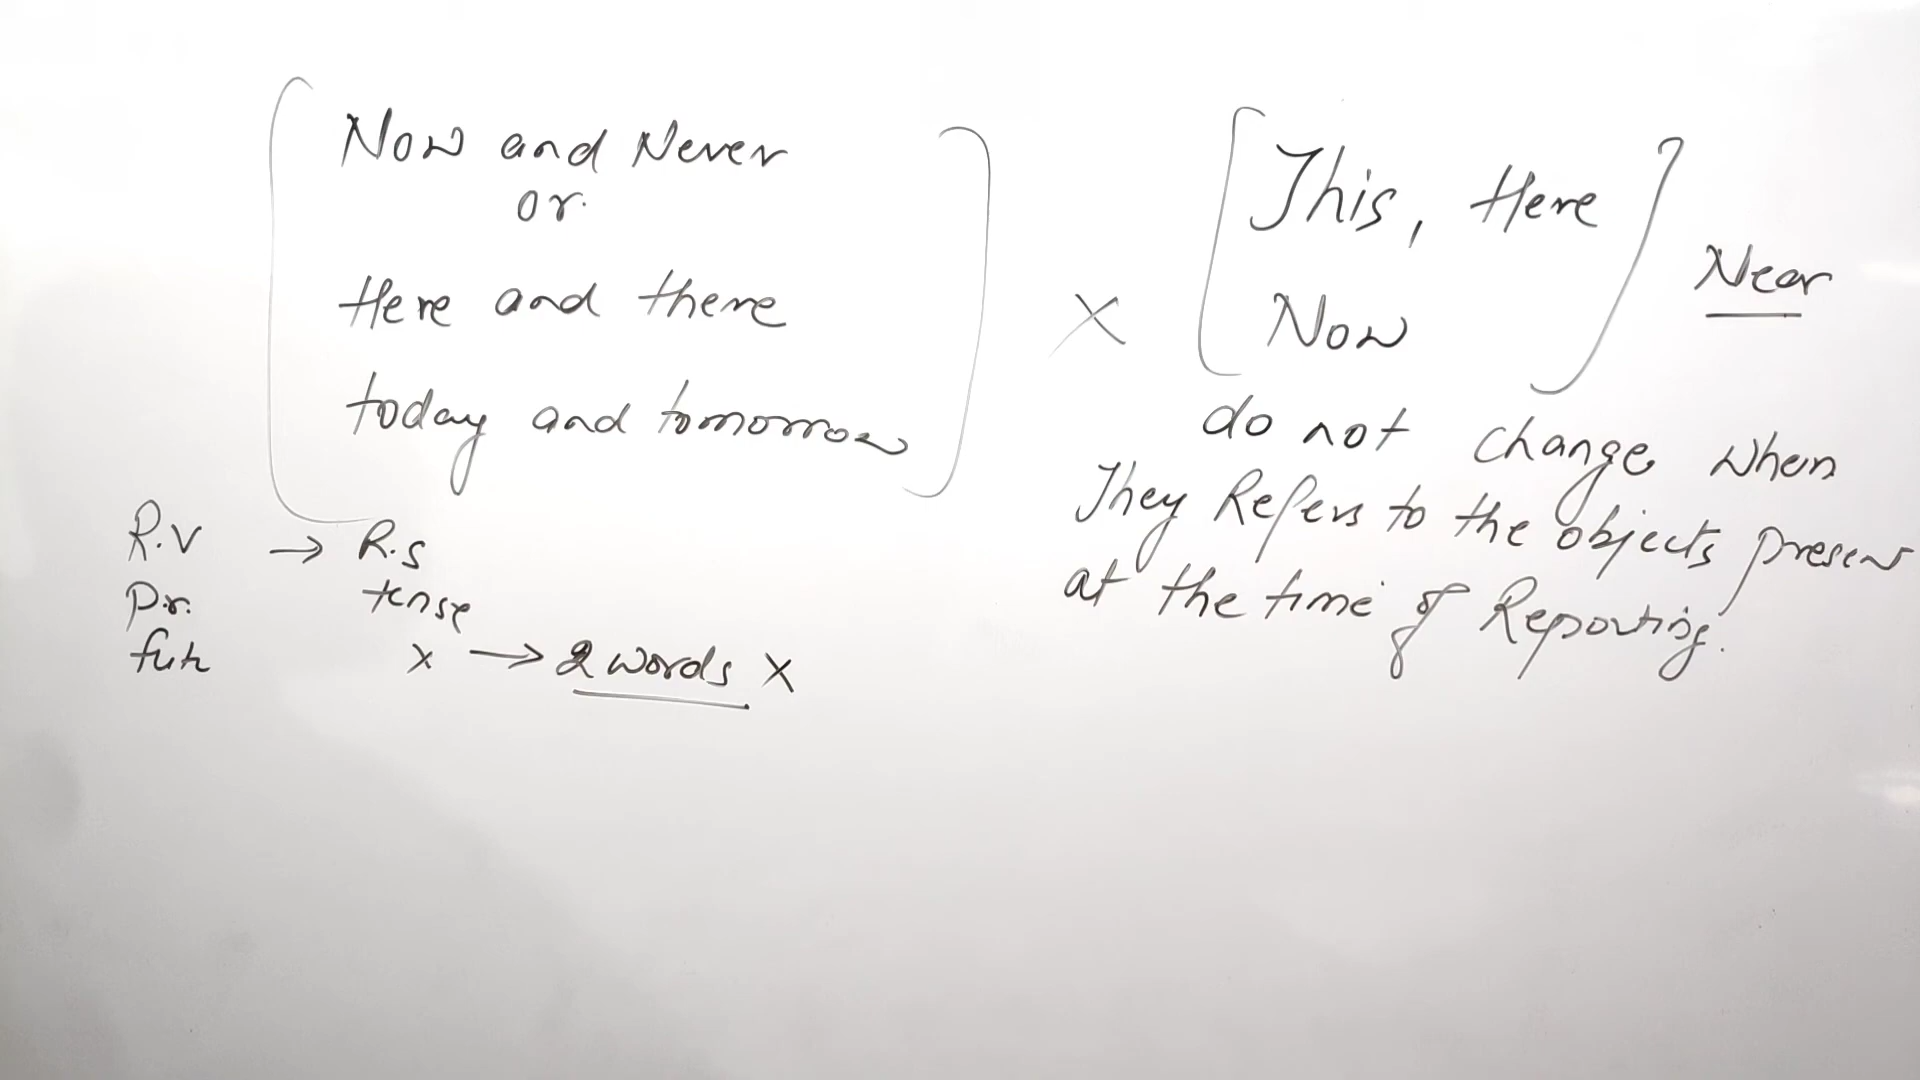 Now and Never
or.
Here and there
today and tomorrow
X
This, Here
Now
Near
do not change when
They Refers to the objects present
at the time of Reporting.
R.V → R.S
Pr. tense
fut X → 2 words X